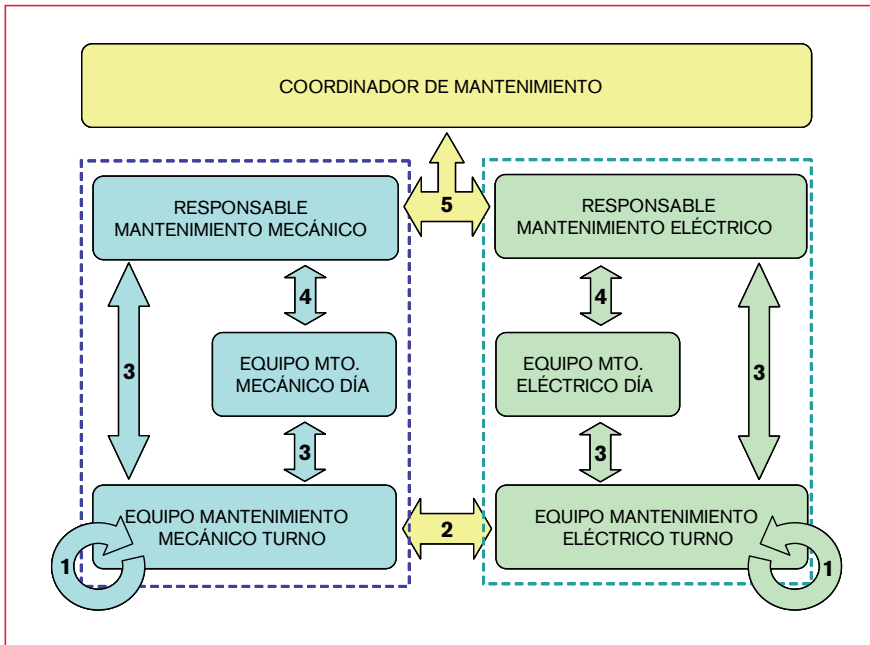 COORDINADOR DE MANTENIMIENTO
RESPONSABLE
MANTENIMIENTO MECÁNICO
5
RESPONSABLE
MANTENIMIENTO ELÉCTRICO
4
4
3
EQUIPO MTO.
MECÁNICO DÍA
EQUIPO MTO.
ELÉCTRICO DÍA
3
3
3
EQUIPO MANTENIMIENTO
MECÁNICO TURNO
2
EQUIPO MANTENIMIENTO
ELÉCTRICO TURNO
1
1